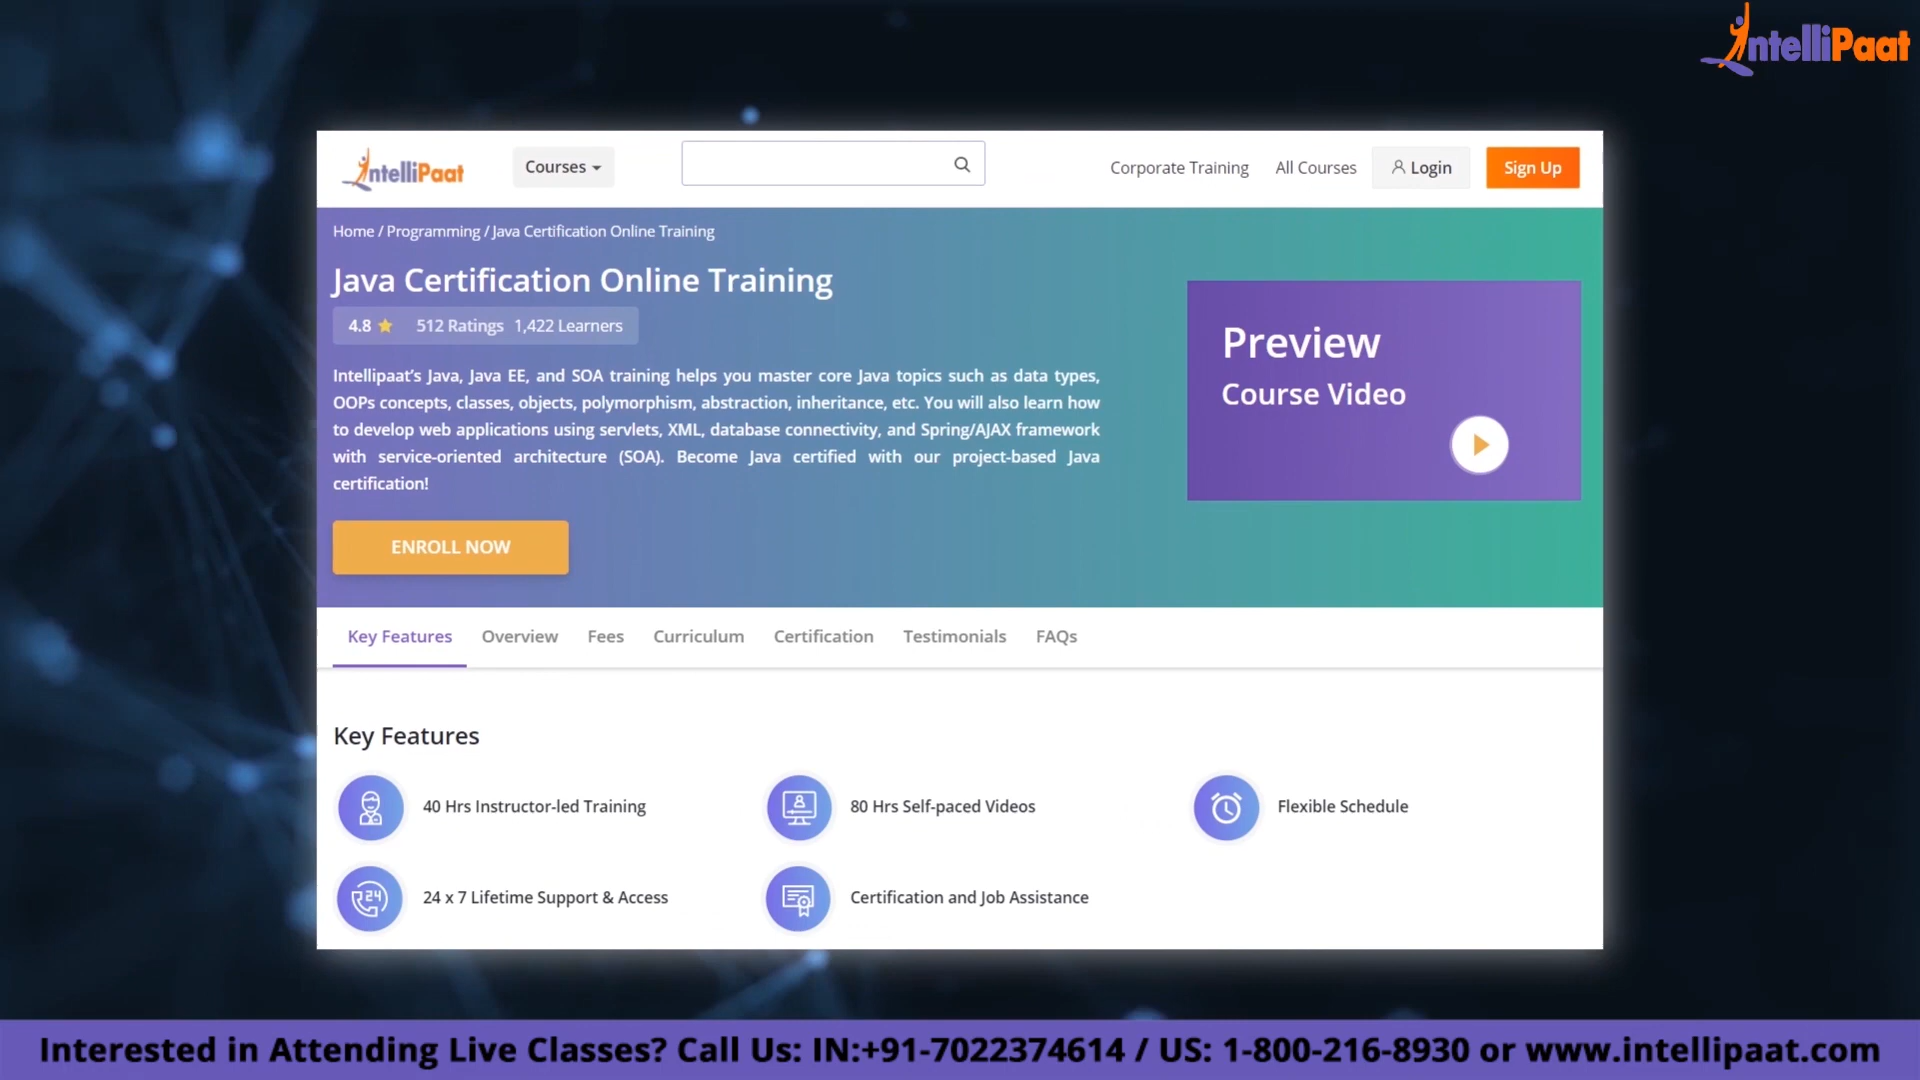 IntelliPaat
IntelliPaat
Courses
Corporate Training
All Courses
Login
Sign Up
Home / Programming / Java Certification Online Training
Java Certification Online Training
4.8 512 Ratings 1,422 Learners
Intellipaat's Java, Java EE, and SOA training helps you master core Java topics such as data types,
OOPs concepts, classes, objects, polymorphism, abstraction, inheritance, etc. You will also learn how
to develop web applications using servlets, XML, database connectivity, and Spring/AJAX framework
with service-oriented architecture (SOA). Become Java certified with our project-based Java
certification!
ENROLL NOW
Preview
Course Video
Key Features Overview Fees Curriculum Certification Testimonials FAQs
Key Features
40 Hrs Instructor-led Training
80 Hrs Self-paced Videos
Flexible Schedule
24
24 x 7 Lifetime Support & Access
Certification and Job Assistance
Interested in Attending Live Classes? Call Us: IN:+91-7022374614 / US: 1-800-216-8930 or www.intellipaat.com